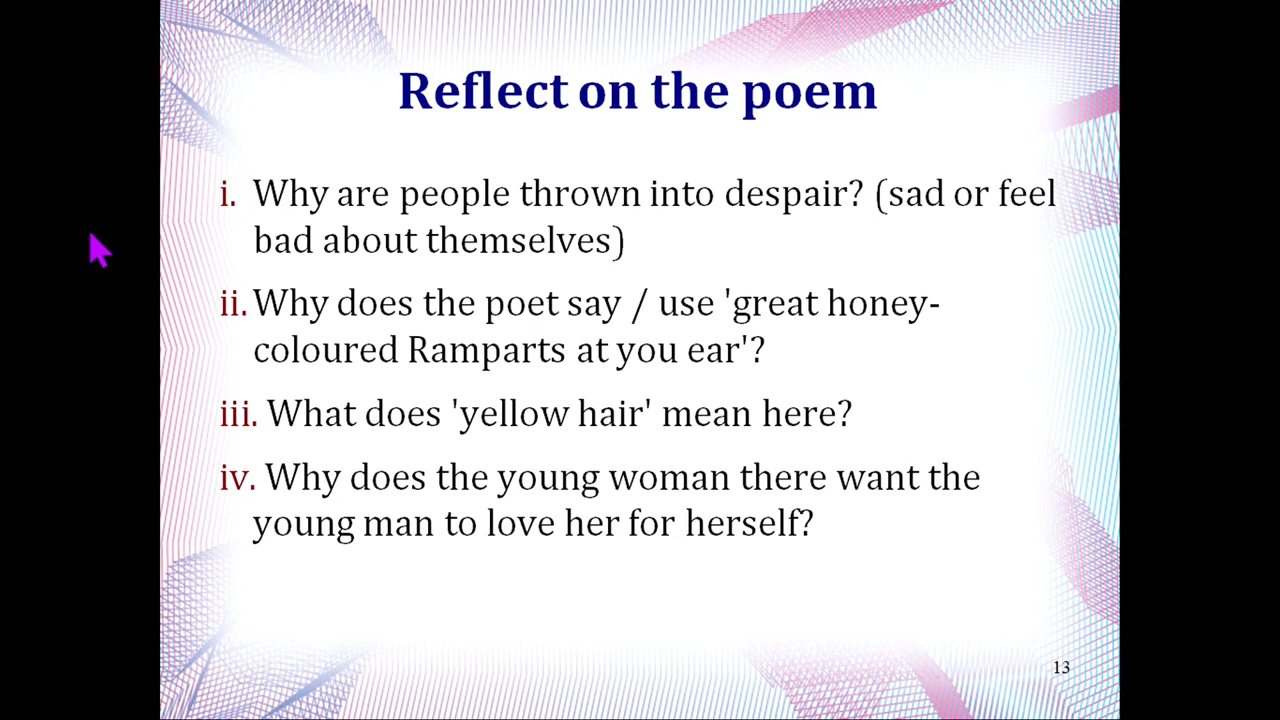 Reflect on the poem
i. Why are people thrown into despair? (sad or feel
bad about themselves)
ii. Why does the poet say / use 'great honey-
coloured Ramparts at you ear'?
iii. What does 'yellow hair' mean here?
iv. Why does the young woman there want the
young man to love her for herself?
13